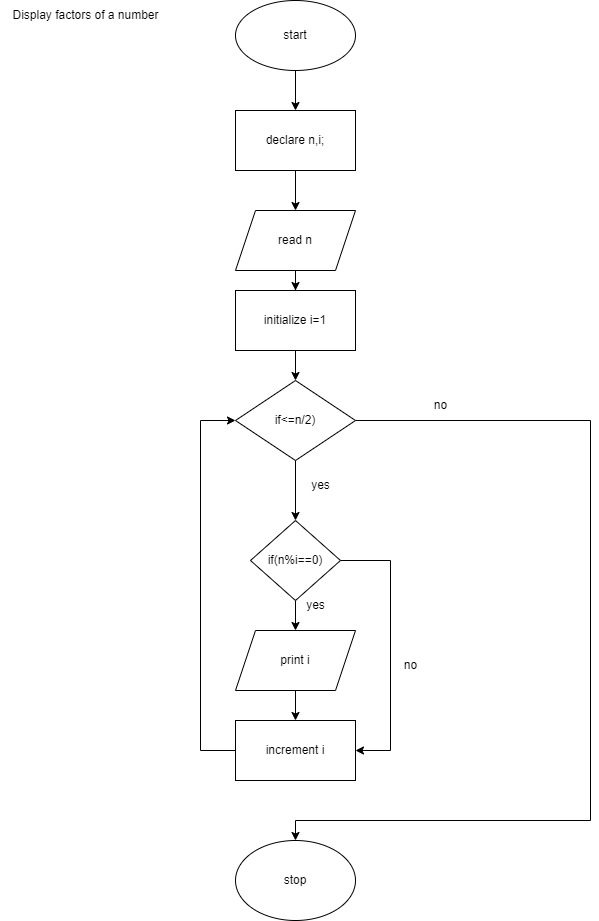 Display factors of a number
start
declare n,i;
read n
initialize i=1
if<=n/2)
no
yes
if(n%i==0)
yes
print i
no
increment i
stop